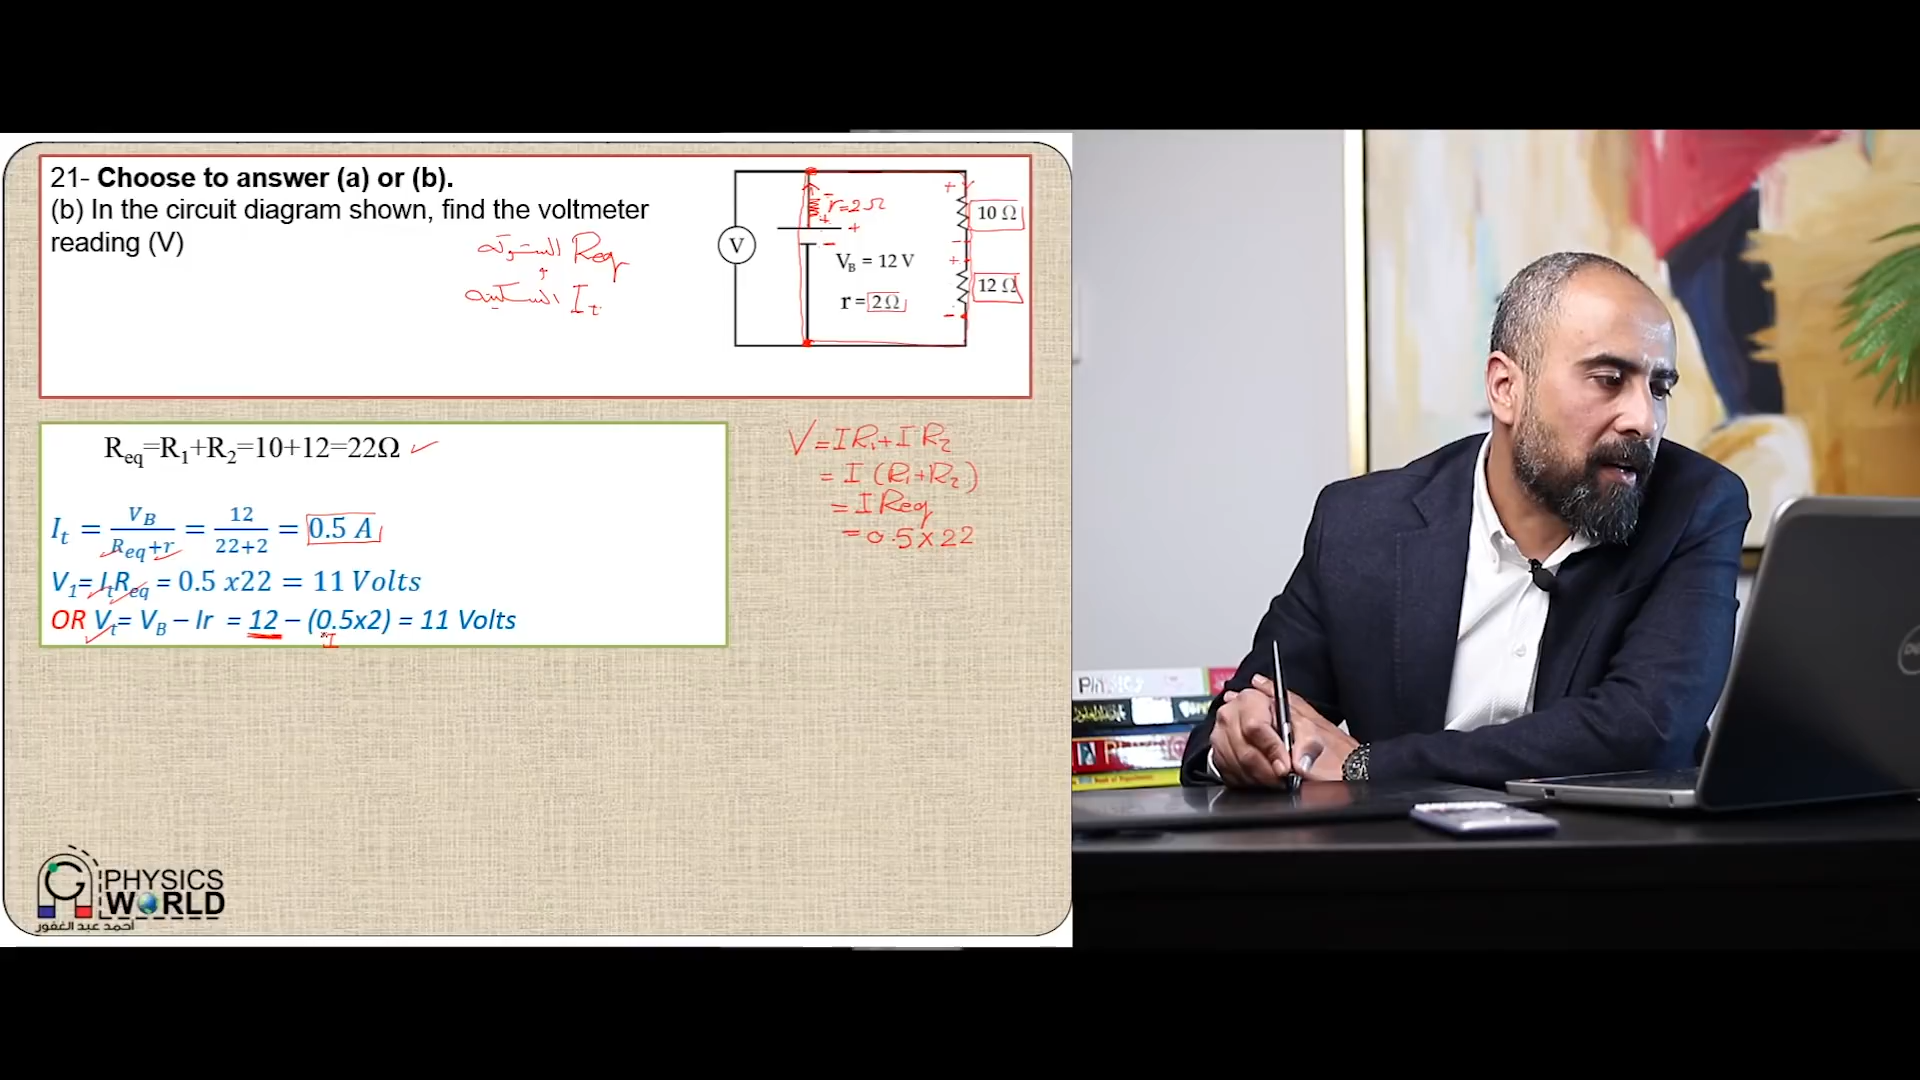 21- Choose to answer (a) or (b).
(b) In the circuit diagram shown, find the voltmeter
reading (V)
Req
It
V
r=2Ω
+
-
VB = 12 V
r = 2Ω
10 Ω
12 Ω
Req=R1+R2=10+12=22Ω
It = VB / Req+r = 12 / 22+2 = 0.5 A
V1= ItReq = 0.5 x22 = 11 Volts
OR Vt= VB – Ir = 12 – (0.5x2) = 11 Volts
I
V=IR1+IR2
= I (R1+R2)
= IReq
= 0.5×22
PHYSICS
WORLD
أحمد عبد الغفور
Physics